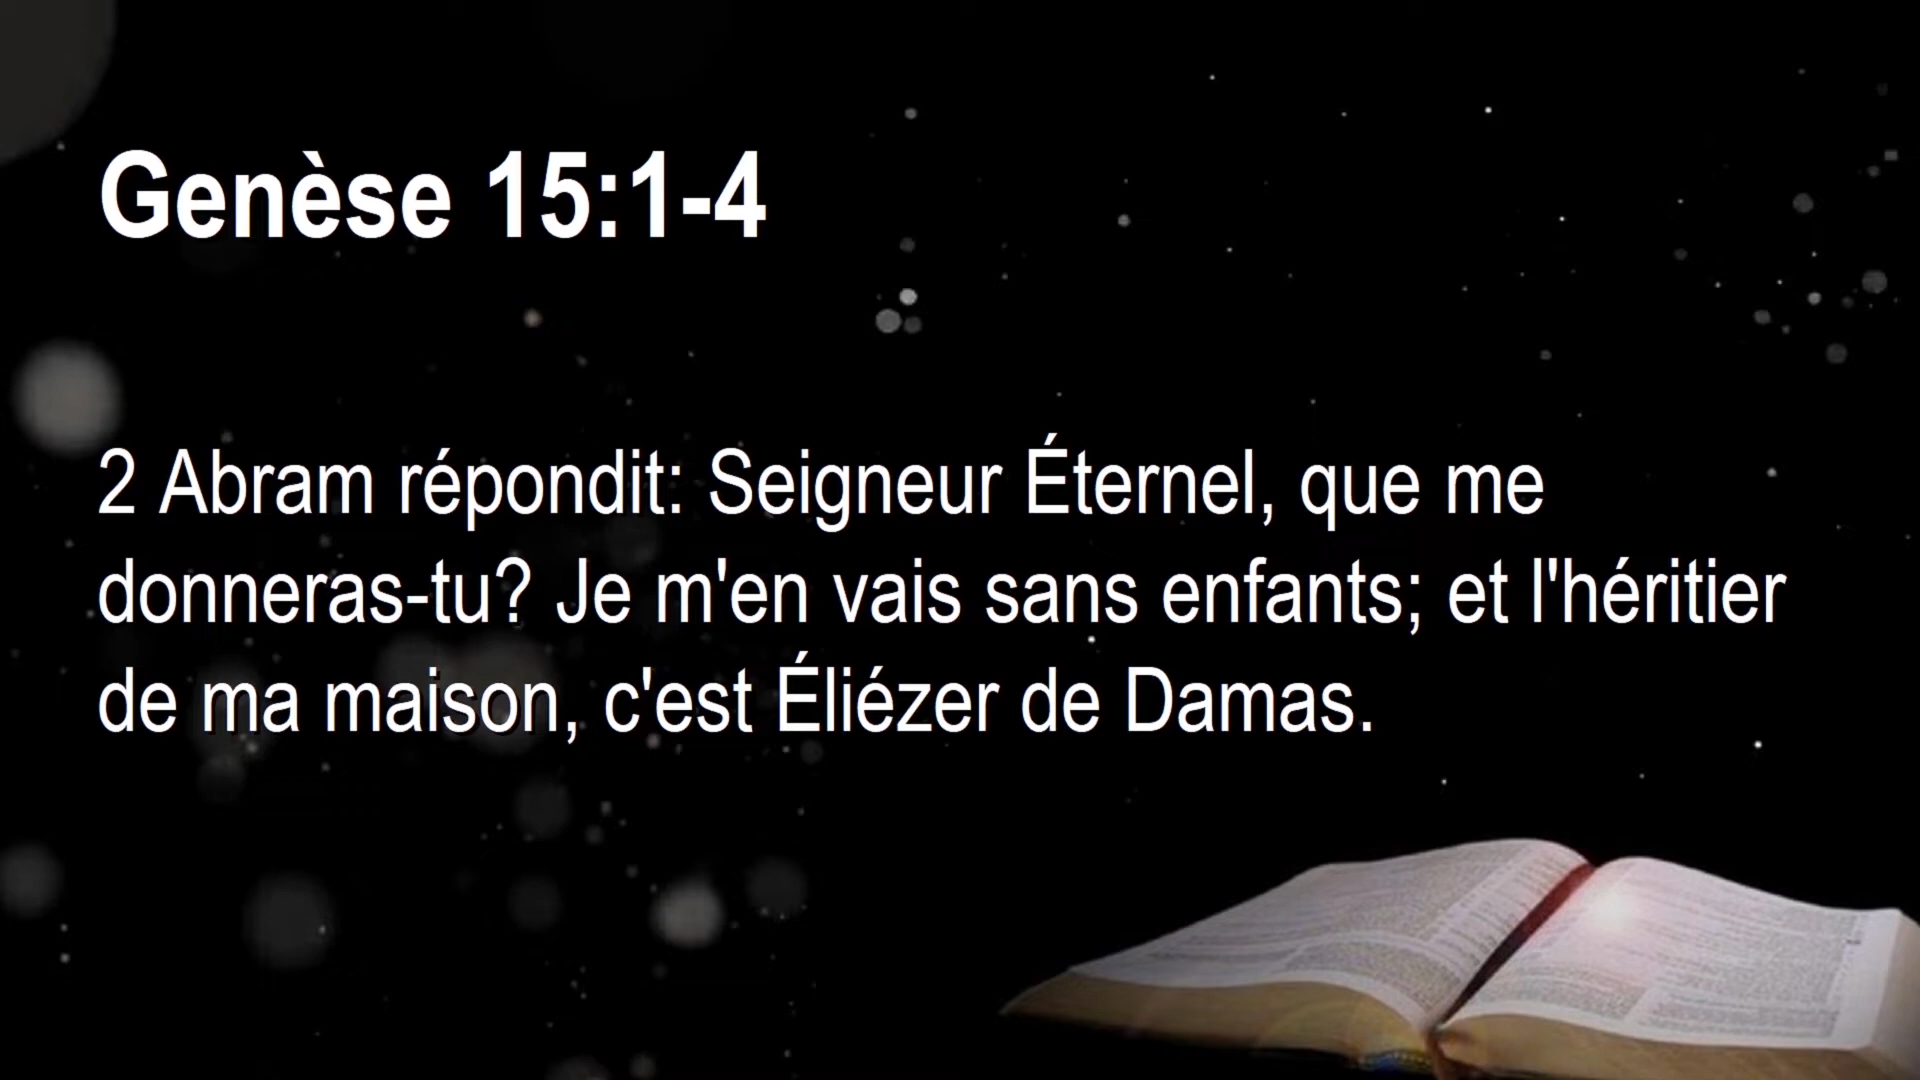 Genèse 15:1-4
2 Abram répondit: Seigneur Éternel, que me
donneras-tu? Je m'en vais sans enfants; et l'héritier
de ma maison, c'est Éliézer de Damas.